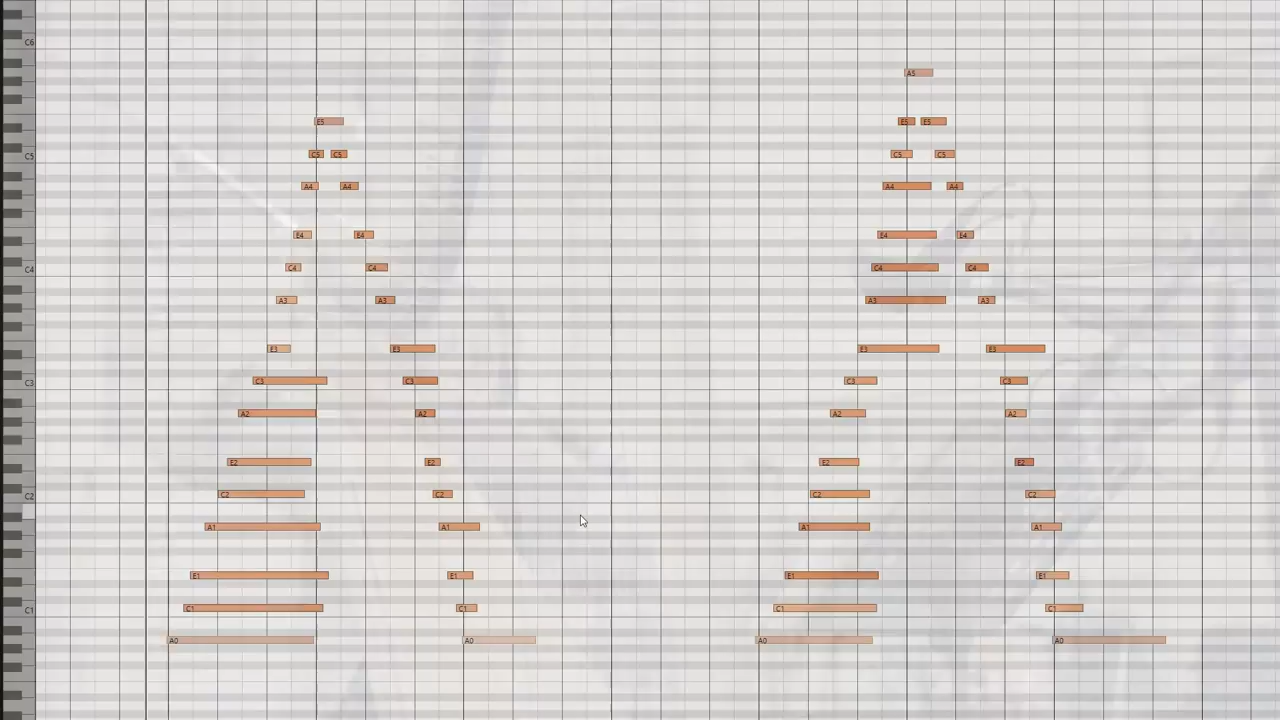 C6
A5
E5 E5 E5
C5 C5 C5 C5 C5
A4 A4 A4 A4
E4 E4 E4 E4
C4 C4 C4 C4 C4
A3 A3 A3 A3
E3 E3 E3 E3
C3 C3 C3 C3 C3
A2 A2 A2 A2
E2 E2 E2 E2
C2 C2 C2 C2 C2
A1 A1 A1 A1
E1 E1 E1 E1
C1 C1 C1 C1 C1
A0 A0 A0 A0